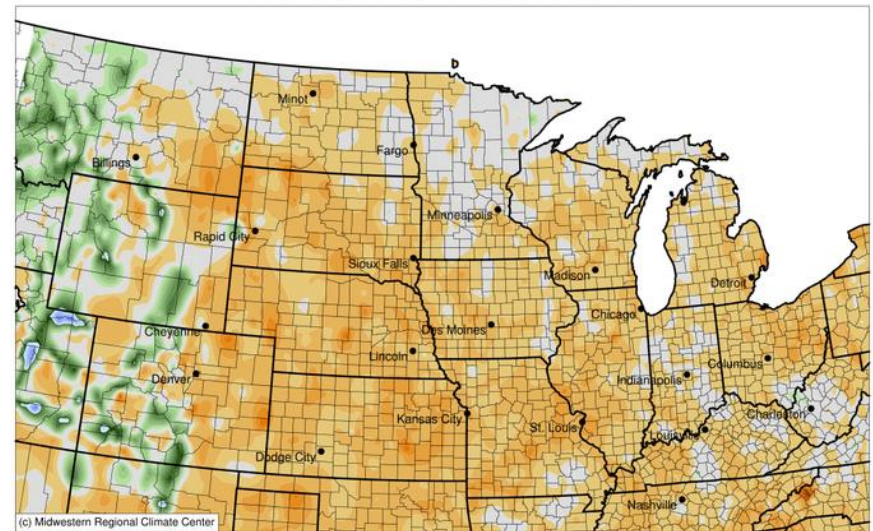 Minot
Fargo
Billings
Minneapolis
Rapid City
Sioux Falls
Madison
Detroit
Chicago
Cheyenne
Des Moines
Lincoln
Columbus
Denver
Indianapolis
Kansas City
Charleston
St. Louis
Louisville
Dodge City
Nashville
(c) Midwestern Regional Climate Center